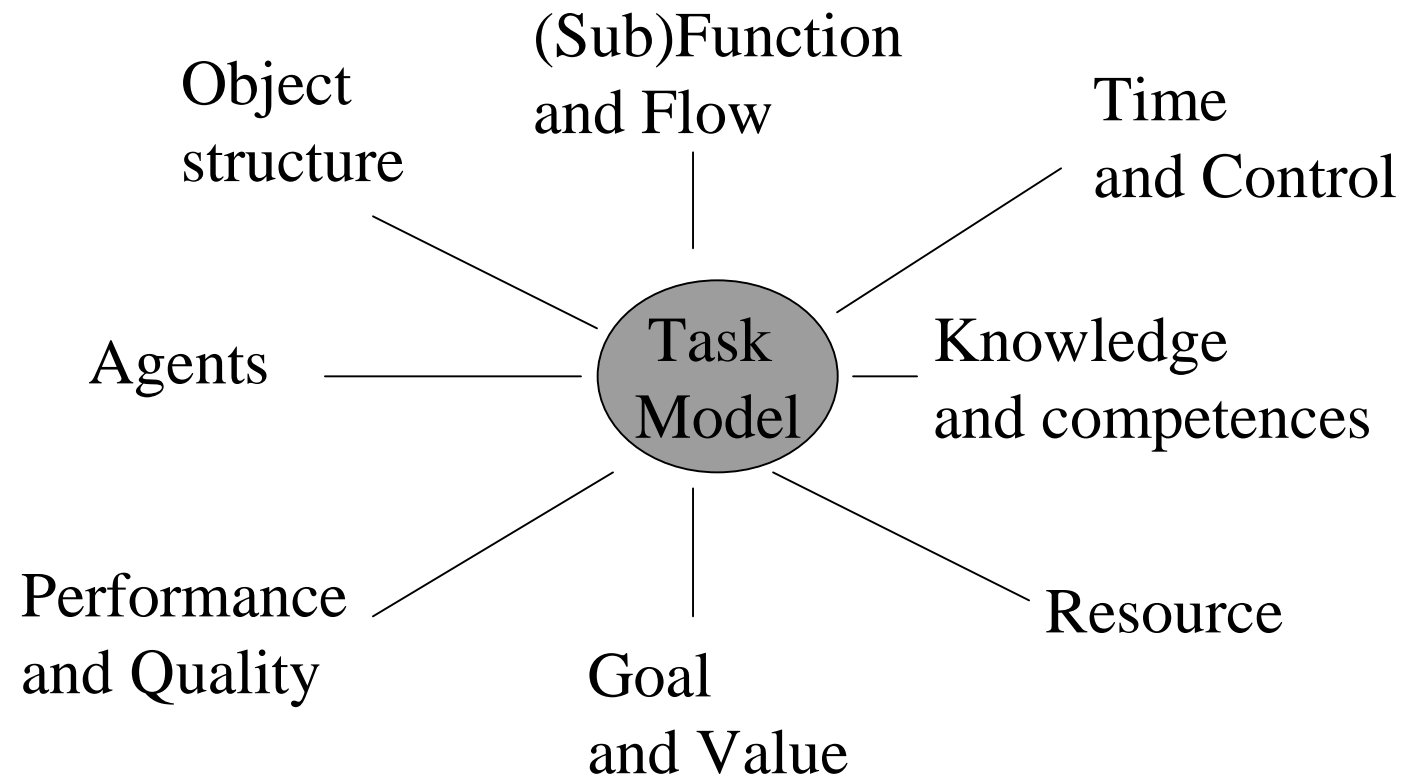 (Sub)Function
and Flow
Object
structure
Time
and Control
Agents
Task
Model
Knowledge
and competences
Performance
and Quality
Goal
and Value
Resource